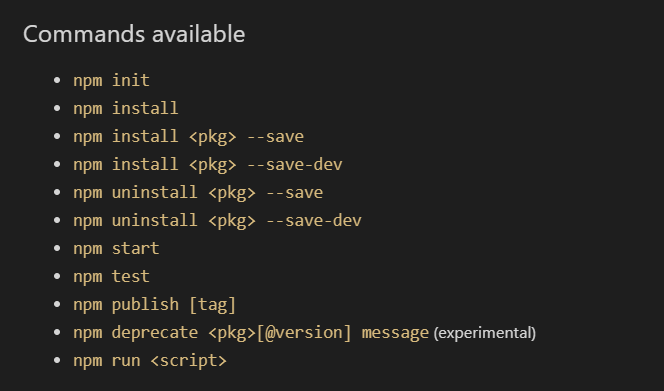 Commands available
• npm init
• npm install
• npm install <pkg> --save
• npm install <pkg> --save-dev
• npm uninstall <pkg> --save
• npm uninstall <pkg> --save-dev
• npm start
• npm test
• npm publish [tag]
• npm deprecate <pkg>[@version] message (experimental)
• npm run <script>